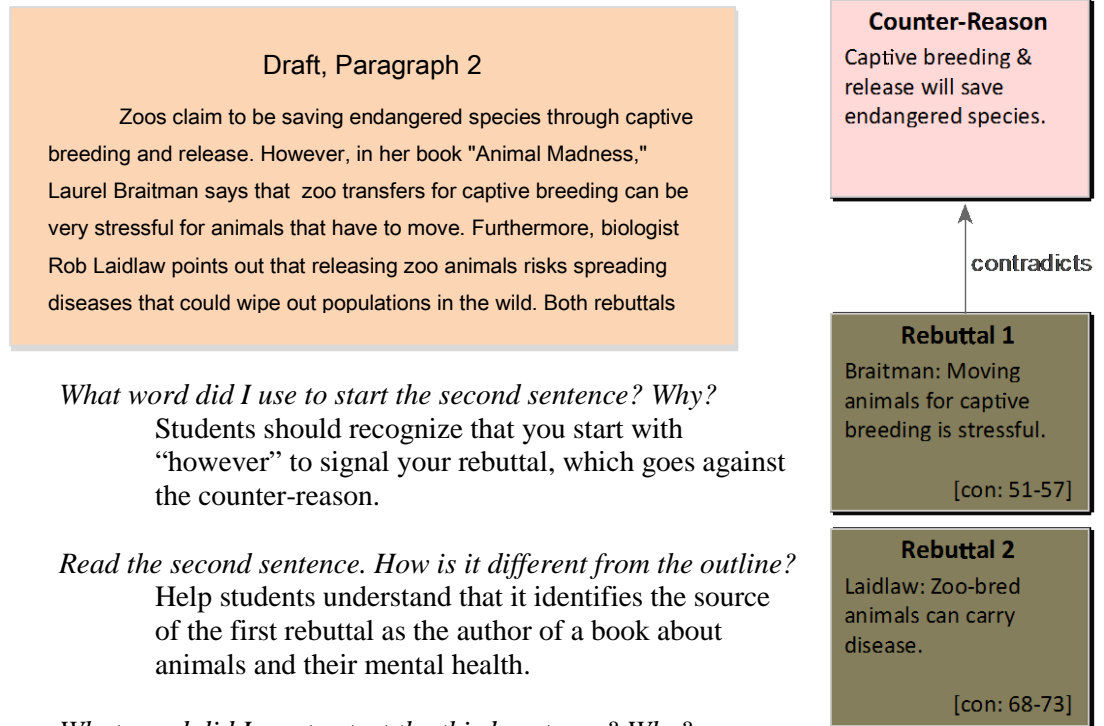 Draft, Paragraph 2
Zoos claim to be saving endangered species through captive
breeding and release. However, in her book "Animal Madness,"
Laurel Braitman says that  zoo transfers for captive breeding can be
very stressful for animals that have to move. Furthermore, biologist
Rob Laidlaw points out that releasing zoo animals risks spreading
diseases that could wipe out populations in the wild. Both rebuttals
What word did I use to start the second sentence? Why?
Students should recognize that you start with
“however” to signal your rebuttal, which goes against
the counter-reason.
Read the second sentence. How is it different from the outline?
Help students understand that it identifies the source
of the first rebuttal as the author of a book about
animals and their mental health.
Counter-Reason
Captive breeding &
release will save
endangered species.
contradicts
Rebuttal 1
Braitman: Moving
animals for captive
breeding is stressful.
[con: 51-57]
Rebuttal 2
Laidlaw: Zoo-bred
animals can carry
disease.
[con: 68-73]